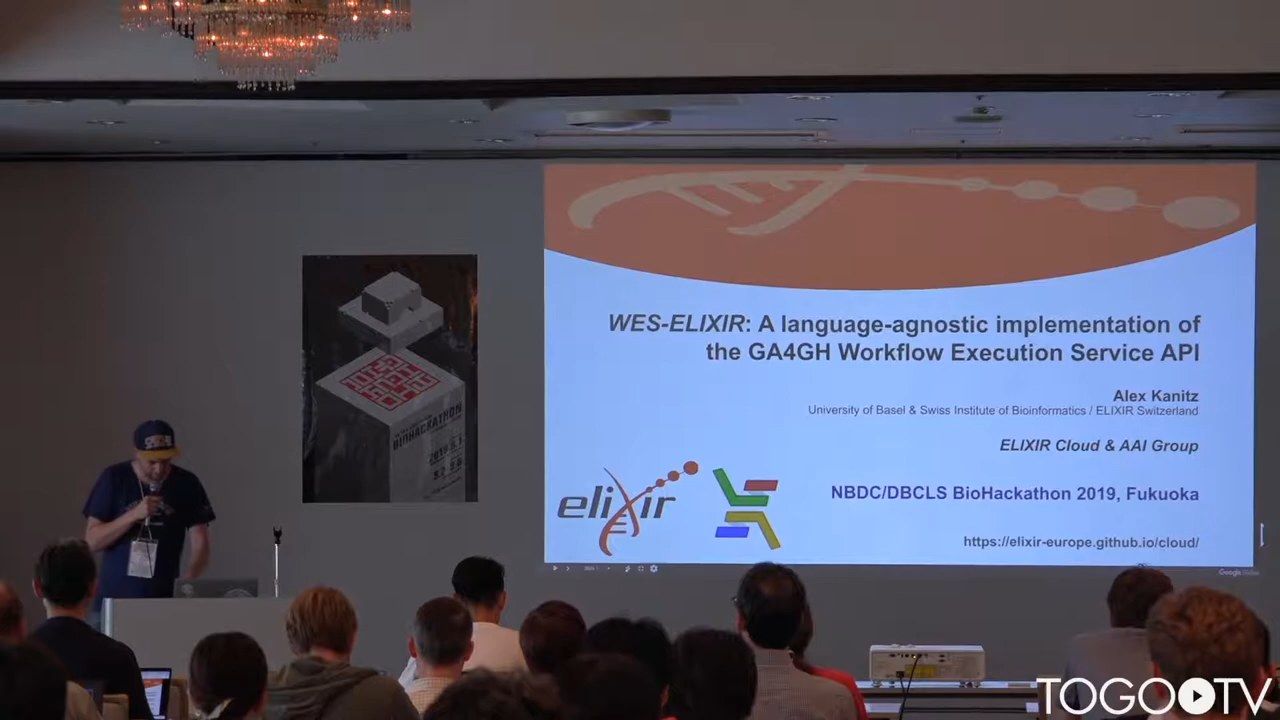 WES-ELIXIR: A language-agnostic implementation of
the GA4GH Workflow Execution Service API
Alex Kanitz
University of Basel & Swiss Institute of Bioinformatics / ELIXIR Switzerland
ELIXIR Cloud & AAI Group
NBDC/DBCLS BioHackathon 2019, Fukuoka
https://elixir-europe.github.io/cloud/
elixir
Google Slides
BIOHACKATHON
TOGOTV